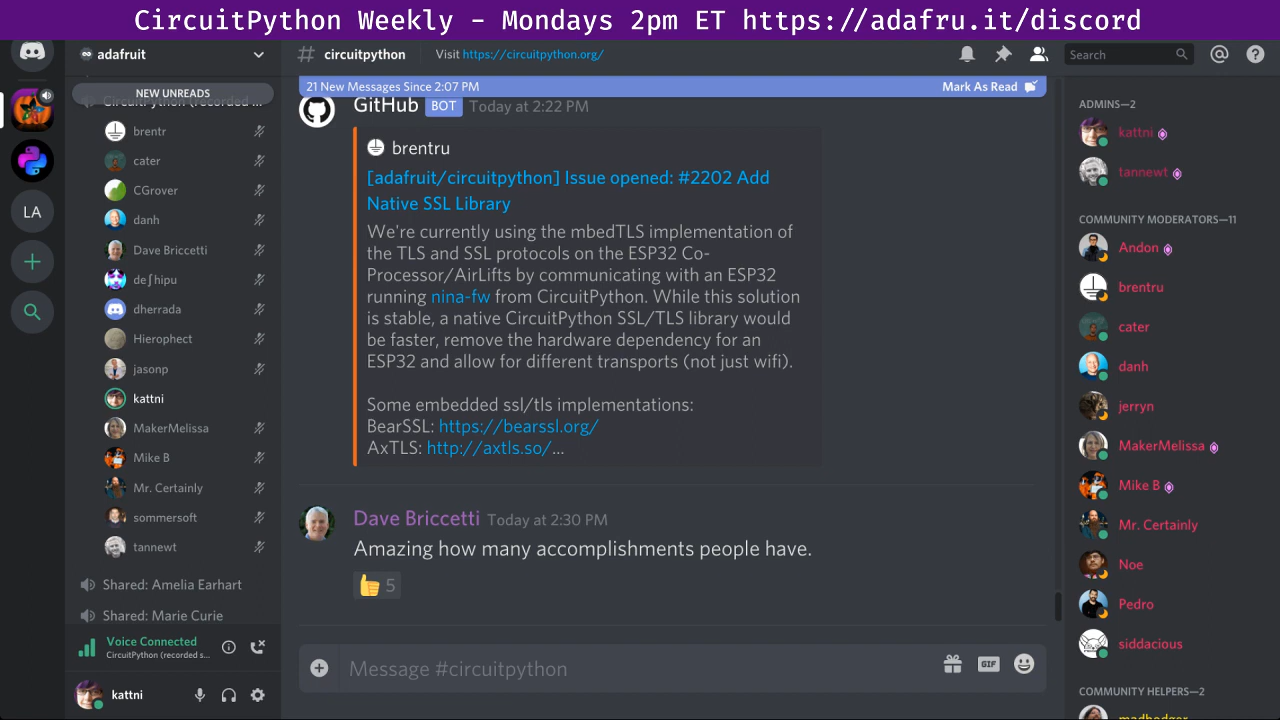 CircuitPython Weekly - Mondays 2pm ET https://adafru.it/discord
adafruit
NEW UNREADS
CircuitPython (recorded ...
brentr
cater
CGrover
danh
Dave Briccetti
de∫hipu
dherrada
Hierophect
jasonp
kattni
MakerMelissa
Mike B
Mr. Certainly
sommersoft
tannewt
Shared: Amelia Earhart
Shared: Marie Curie
Voice Connected
CircuitPython (recorded s...
kattni
LA
# circuitpython
Visit https://circuitpython.org/
Search
21 New Messages Since 2:07 PM
Mark As Read
GitHub BOT Today at 2:22 PM
brentru
[adafruit/circuitpython] Issue opened: #2202 Add
Native SSL Library
We're currently using the mbedTLS implementation of
the TLS and SSL protocols on the ESP32 Co-
Processor/AirLifts by communicating with an ESP32
running nina-fw from CircuitPython. While this solution
is stable, a native CircuitPython SSL/TLS library would
be faster, remove the hardware dependency for an
ESP32 and allow for different transports (not just wifi).
Some embedded ssl/tls implementations:
BearSSL: https://bearssl.org/
AxTLS: http://axtls.so/...
Dave Briccetti Today at 2:30 PM
Amazing how many accomplishments people have.
5
Message #circuitpython
GIF
ADMINS—2
kattni
tannewt
COMMUNITY MODERATORS—11
Andon
brentru
cater
danh
jerryn
MakerMelissa
Mike B
Mr. Certainly
Noe
Pedro
siddacious
COMMUNITY HELPERS—2
madbodger